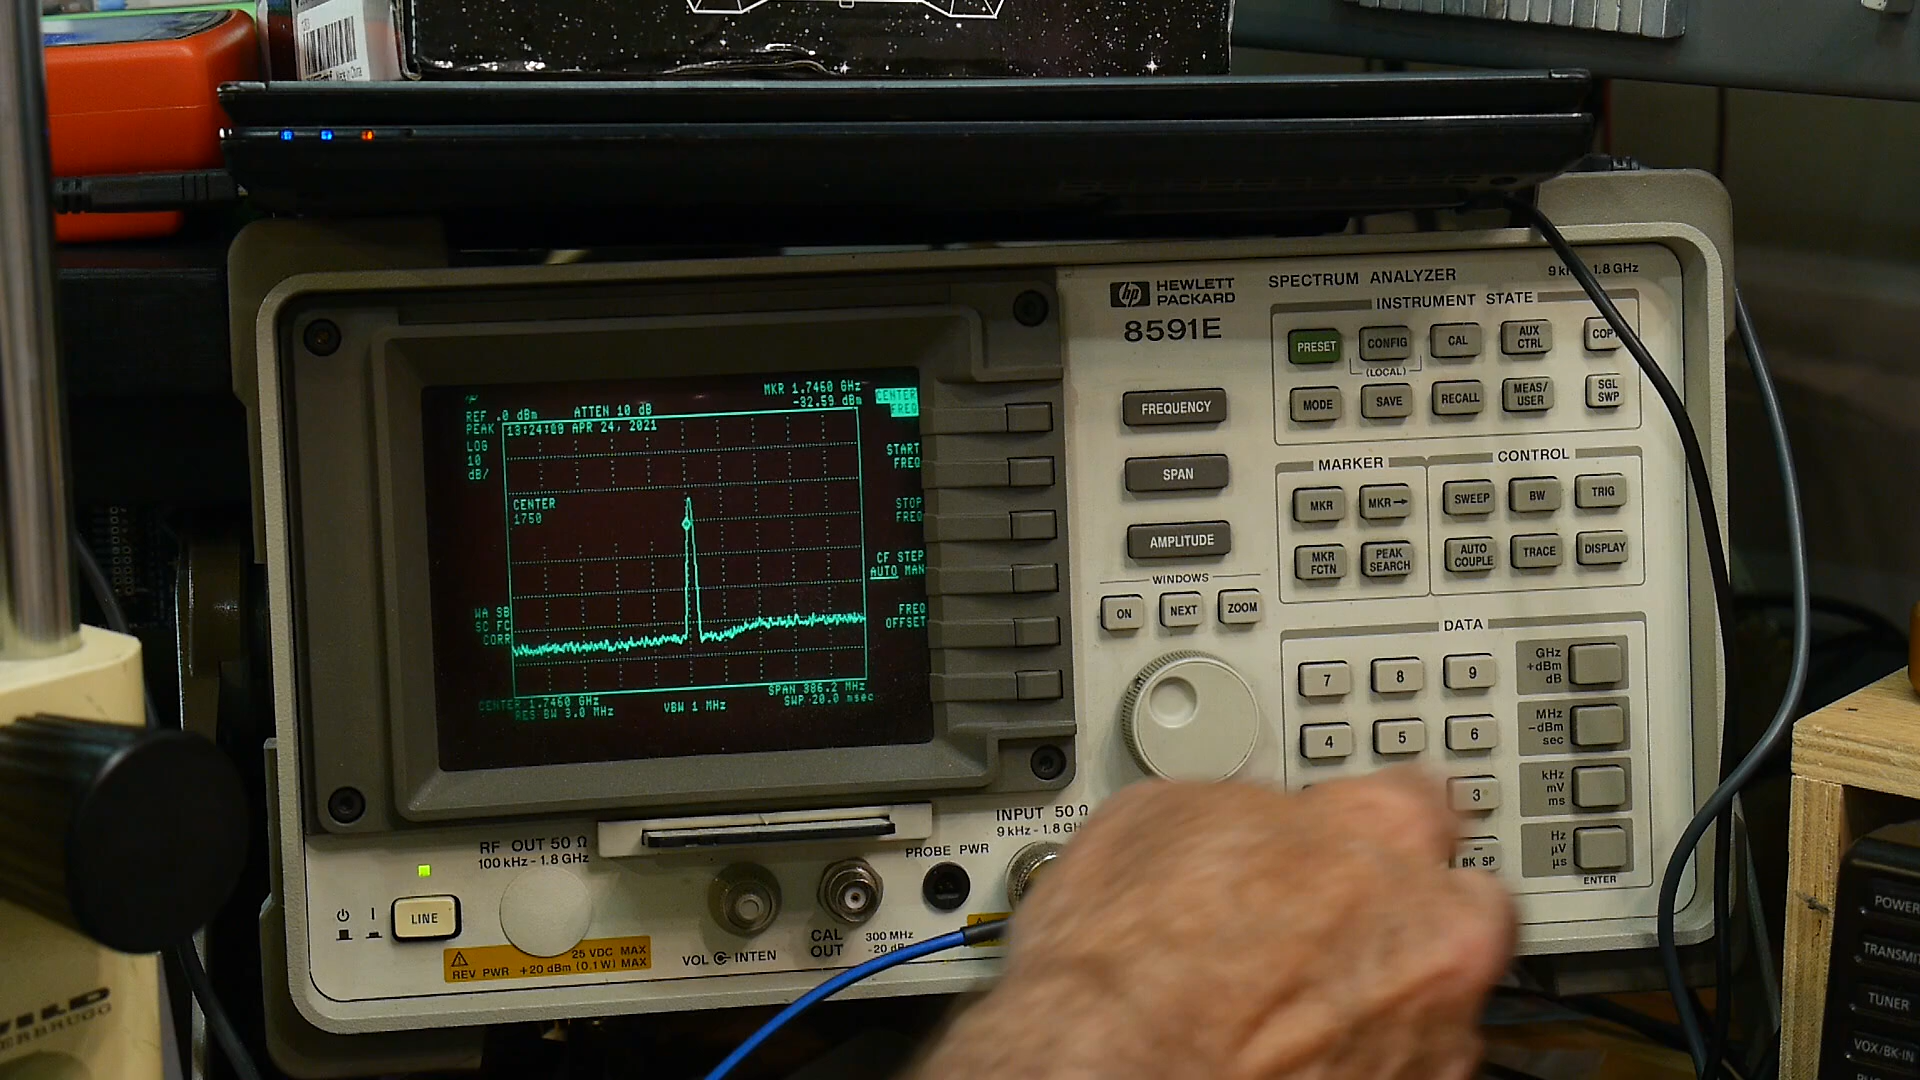 Made in China
HEWLETT
PACKARD
8591E
SPECTRUM ANALYZER
1.8 GHz
INSTRUMENT STATE
PRESET
CONFIG
CAL
AUX
CTRL
(LOCAL)
MODE
SAVE
RECALL
MEAS/
USER
SGL
SWP
FREQUENCY
SPAN
AMPLITUDE
MARKER
MKR
MKR→
MKR
FCTN
PEAK
SEARCH
CONTROL
SWEEP
BW
TRIG
AUTO
COUPLE
TRACE
DISPLAY
WINDOWS
ON
NEXT
ZOOM
DATA
7
8
9
4
5
6
3
BK SP
GHz
+dBm
dB
MHz
-dBm
sec
kHz
mV
ms
Hz
µV
µs
ENTER
hp
MKR 1.7460 GHz
-32.59 dBm
REF .0 dBm
ATTEN 10 dB
PEAK
LOG
10
dB/
APR 24, 2021
CENTER
1750
WA SB
SC FC
CORR
CENTER 1.7460 GHz
SPAN 386.2 MHz
RES BW 3.0 MHz
VBW 1 MHz
SWP 20.0 msec
CENTER
FREQ
START
FREQ
STOP
FREQ
CF STEP
AUTO MAN
FREQ
OFFSET
RF OUT 50 Ω
100 kHz - 1.8 GHz
LINE
25 VDC MAX
REV PWR +20 dBm (0.1W) MAX
VOL INTEN
CAL
OUT
300 MHz
PROBE PWR
INPUT 50 Ω
9 kHz - 1.8 GHz
POWER
TUNER
VOX/BK-IN